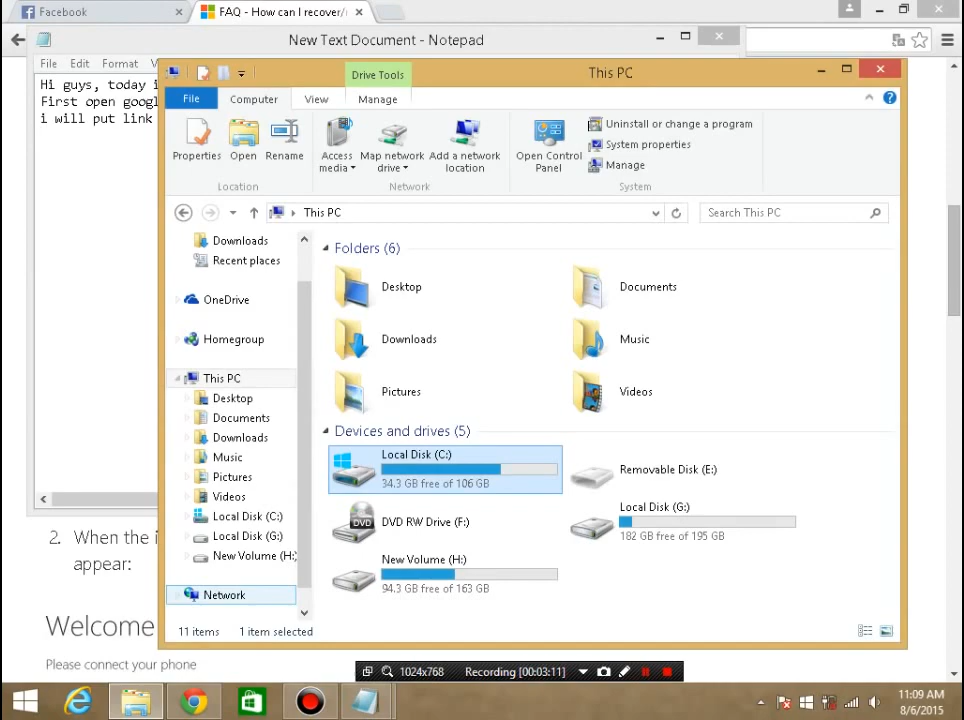 Facebook
FAQ - How can I recover/r
New Text Document - Notepad
File Edit Format V
Hi guys, today i
First open googl
i will put link
Drive Tools
This PC
File Computer View Manage
Properties Open Rename
Access media
Map network drive
Add a network location
Open Control Panel
Uninstall or change a program
System properties
Manage
Location Network System
This PC
Search This PC
Downloads
Recent places
OneDrive
Homegroup
This PC
Desktop
Documents
Downloads
Music
Pictures
Videos
Local Disk (C:)
Local Disk (G:)
New Volume (H:)
Network
Folders (6)
Desktop
Documents
Downloads
Music
Pictures
Videos
Devices and drives (5)
Local Disk (C:)
34.3 GB free of 106 GB
Removable Disk (E:)
DVD
DVD RW Drive (F:)
Local Disk (G:)
182 GB free of 195 GB
New Volume (H:)
94.3 GB free of 163 GB
11 items 1 item selected
2. When the i
appear:
Welcome
Please connect your phone
1024x768 Recording [00:03:11]
11:09 AM
8/6/2015